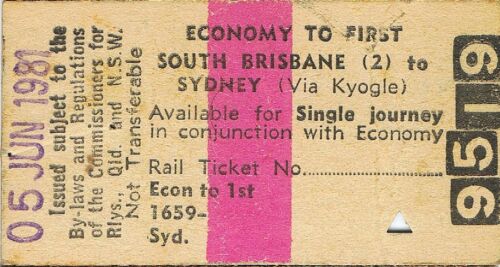 05 JUN 1981
Issued subject to the
By-laws and Regulations
of the Commissioners for
Rlys., Qld. and N.S.W.
Not Transferable
ECONOMY TO FIRST
SOUTH BRISBANE (2) to
SYDNEY (Via Kyogle)
Available for Single journey
in conjunction with Economy
Rail Ticket No.
Econ to 1st
1659-
Syd.
9519